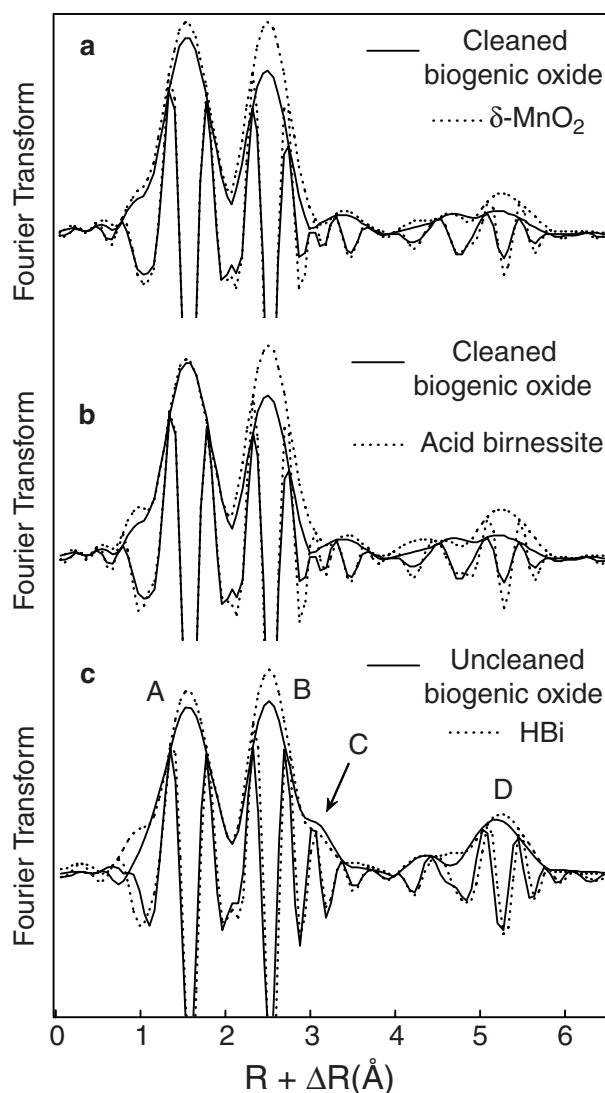 a
Cleaned
biogenic oxide
δ-MnO2
Fourier Transform
b
Cleaned
biogenic oxide
Acid birnessite
Fourier Transform
c
Uncleaned
biogenic oxide
HBi
A
B
C
D
Fourier Transform
0 1 2 3 4 5 6
R + ΔR(Å)